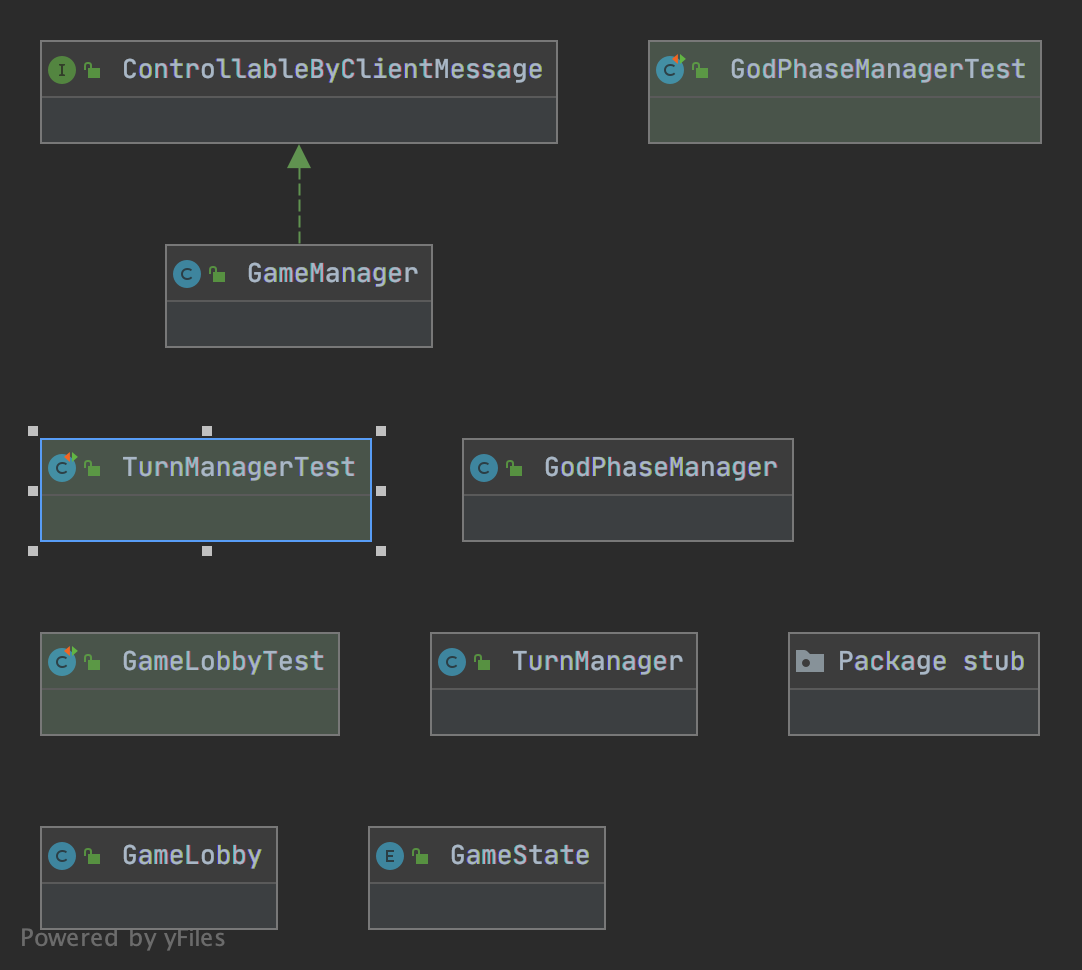 ControllableByClientMessage
GodPhaseManagerTest
GameManager
TurnManagerTest
GodPhaseManager
GameLobbyTest
TurnManager
Package stub
GameLobby
GameState
Powered by yFiles